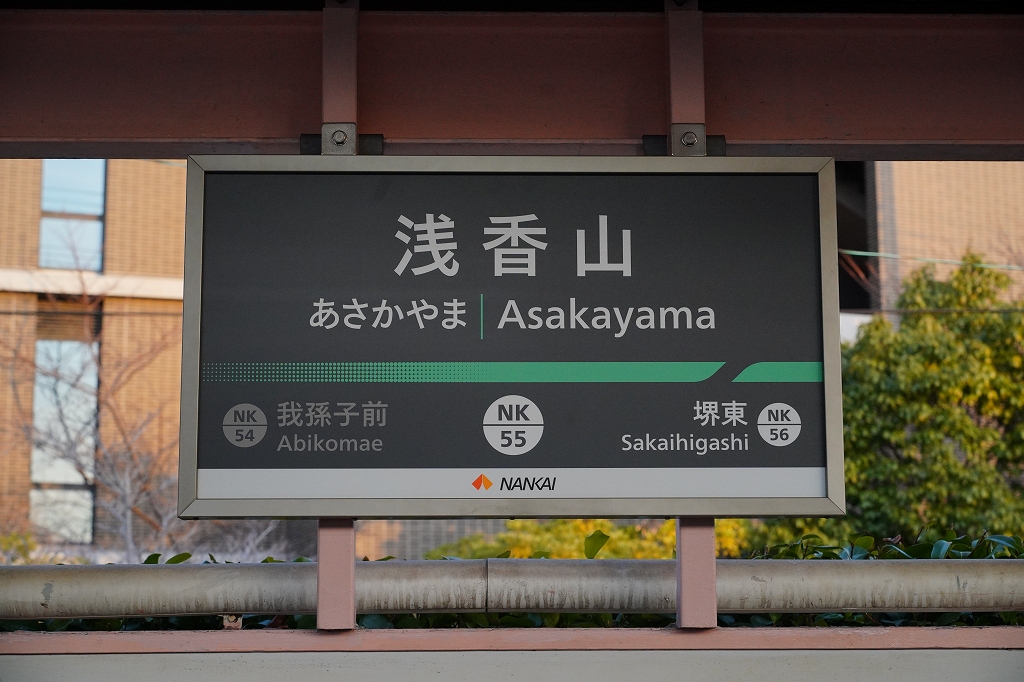 浅香山
あさかやま Asakayama
NK 54 我孫子前 Abikomae
NK 55
堺東 Sakaihigashi NK 56
NANKAI